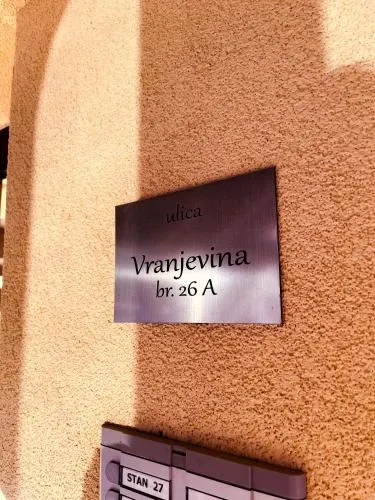 ulica
Vranjevina
br. 26 A
STAN 27